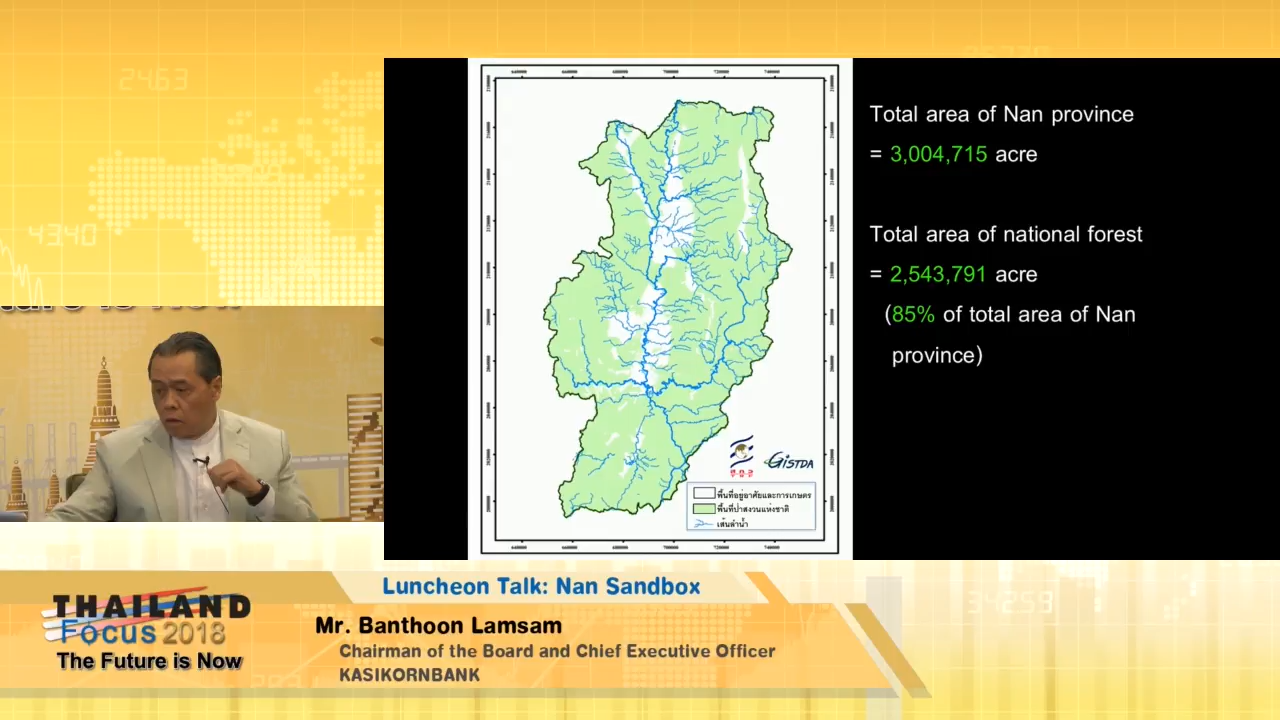 Total area of Nan province
= 3,004,715 acre
Total area of national forest
= 2,543,791 acre
(85% of total area of Nan
province)
GISTDA
พื้นที่อยู่อาศัยและการเกษตร
พื้นที่ป่าสงวนแห่งชาติ
เส้นลำน้ำ
24.63
43.40
Luncheon Talk: Nan Sandbox
THAILAND
Focus 2018
The Future is Now
Mr. Banthoon Lamsam
Chairman of the Board and Chief Executive Officer
KASIKORNBANK